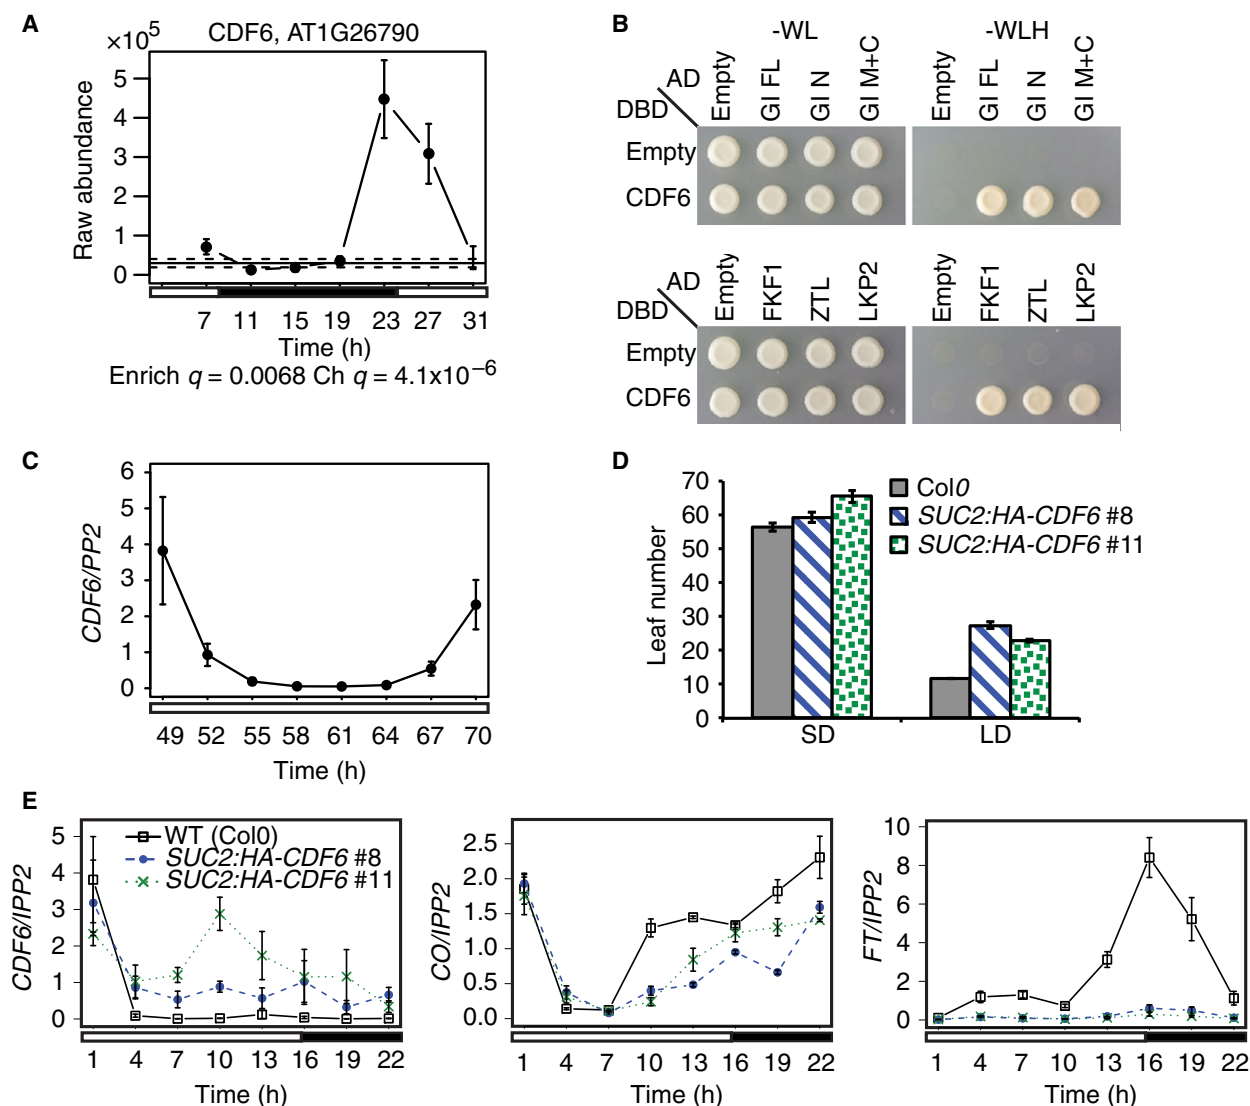 A
×10⁵
CDF6, AT1G26790
Raw abundance
5
4
3
2
1
0
7 11 15 19 23 27 31
Time (h)
Enrich q = 0.0068 Ch q = 4.1x10⁻⁶
B
-WL
-WLH
AD
DBD
Empty
GI FL
GI N
GI M+C
Empty
GI FL
GI N
GI M+C
Empty
CDF6
AD
DBD
Empty
FKF1
ZTL
LKP2
Empty
FKF1
ZTL
LKP2
Empty
CDF6
C
CDF6/PP2
6
5
4
3
2
1
0
49 52 55 58 61 64 67 70
Time (h)
D
Leaf number
70
60
50
40
30
20
10
0
SD LD
Col0
SUC2:HA-CDF6 #8
SUC2:HA-CDF6 #11
E
CDF6/IPP2
5
4
3
2
1
0
WT (Col0)
SUC2:HA-CDF6 #8
SUC2:HA-CDF6 #11
1 4 7 10 13 16 19 22
Time (h)
CO/IPP2
2.5
2.0
1.5
1.0
0.5
0.0
1 4 7 10 13 16 19 22
Time (h)
FT/IPP2
10
8
6
4
2
0
1 4 7 10 13 16 19 22
Time (h)